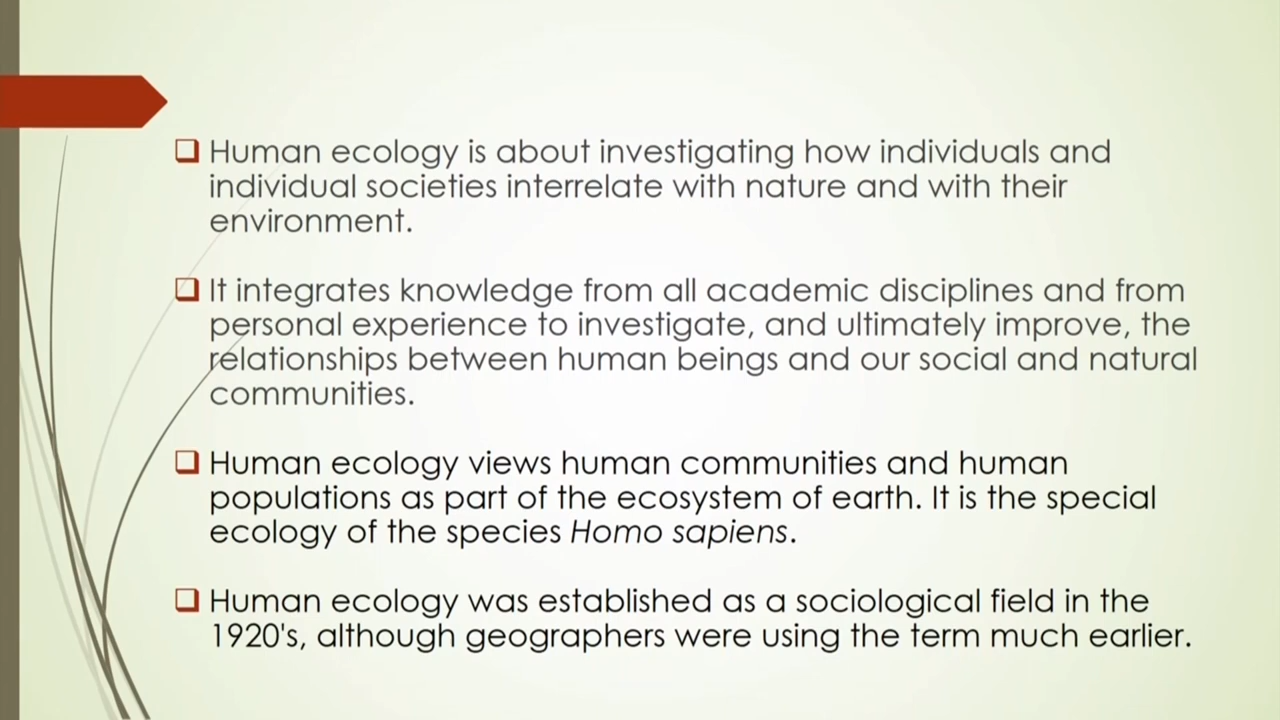 Human ecology is about investigating how individuals and
individual societies interrelate with nature and with their
environment.
It integrates knowledge from all academic disciplines and from
personal experience to investigate, and ultimately improve, the
relationships between human beings and our social and natural
communities.
Human ecology views human communities and human
populations as part of the ecosystem of earth. It is the special
ecology of the species Homo sapiens.
Human ecology was established as a sociological field in the
1920's, although geographers were using the term much earlier.